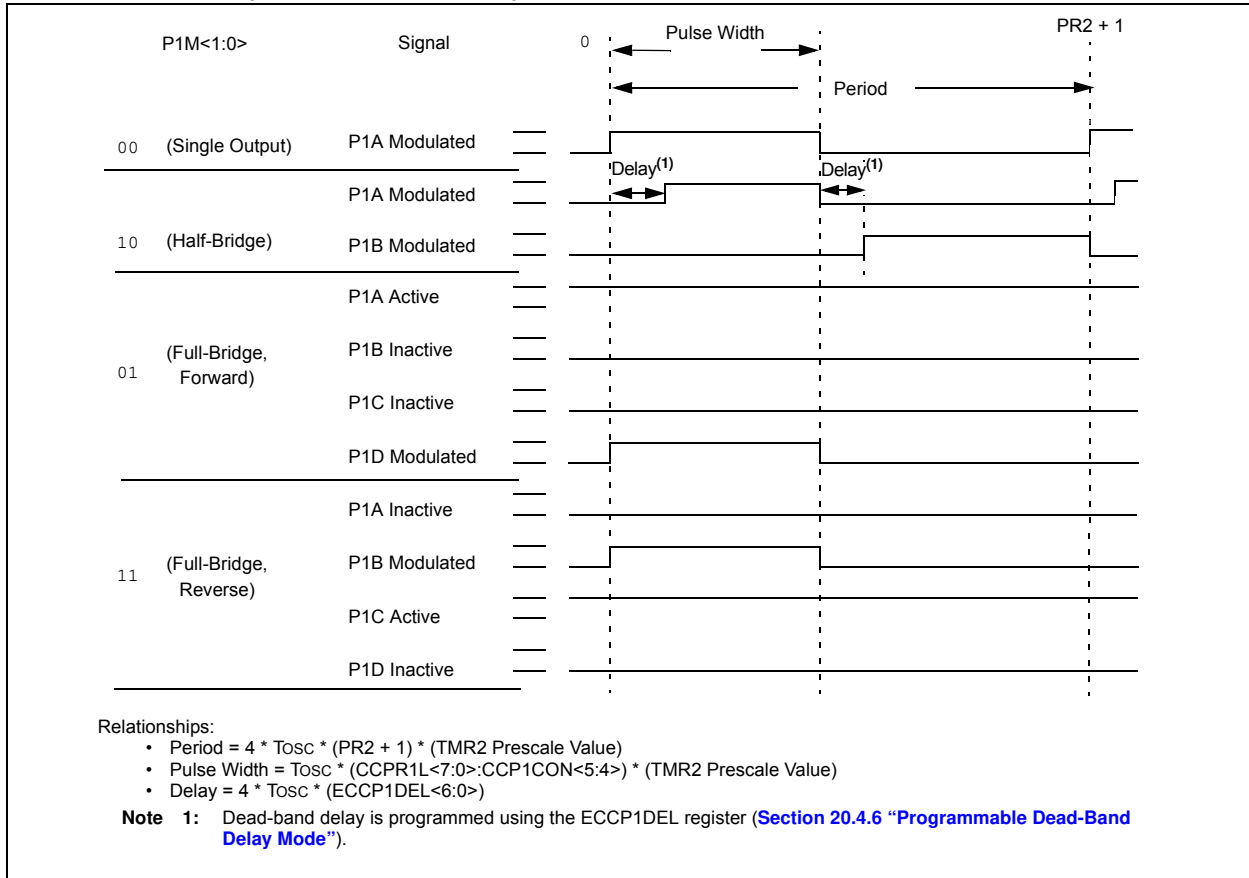 P1M<1:0> Signal 0 Pulse Width PR2 + 1
Period
00 (Single Output) P1A Modulated
Delay(1) Delay(1)
P1A Modulated
10 (Half-Bridge) P1B Modulated
P1A Active
01 (Full-Bridge, Forward) P1B Inactive
P1C Inactive
P1D Modulated
P1A Inactive
11 (Full-Bridge, Reverse) P1B Modulated
P1C Active
P1D Inactive
Relationships:
• Period = 4 * TOSC * (PR2 + 1) * (TMR2 Prescale Value)
• Pulse Width = TOSC * (CCPR1L<7:0>:CCP1CON<5:4>) * (TMR2 Prescale Value)
• Delay = 4 * TOSC * (ECCP1DEL<6:0>)
Note 1: Dead-band delay is programmed using the ECCP1DEL register (Section 20.4.6 “Programmable Dead-Band
Delay Mode”).